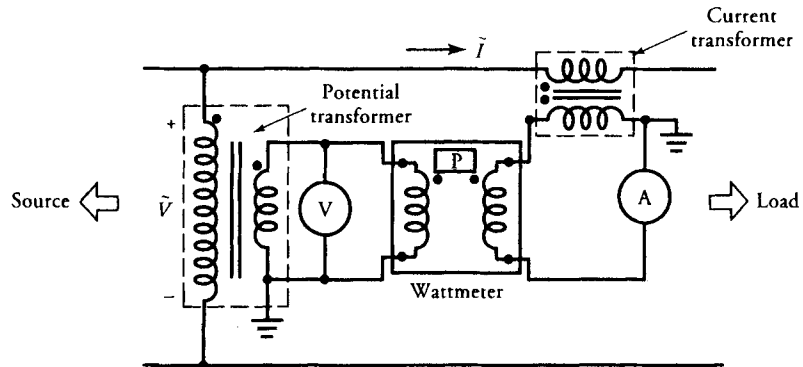 Current
transformer
Ĩ
Potential
transformer
+
P
Source
Ṽ
V
A
Load
−
Wattmeter